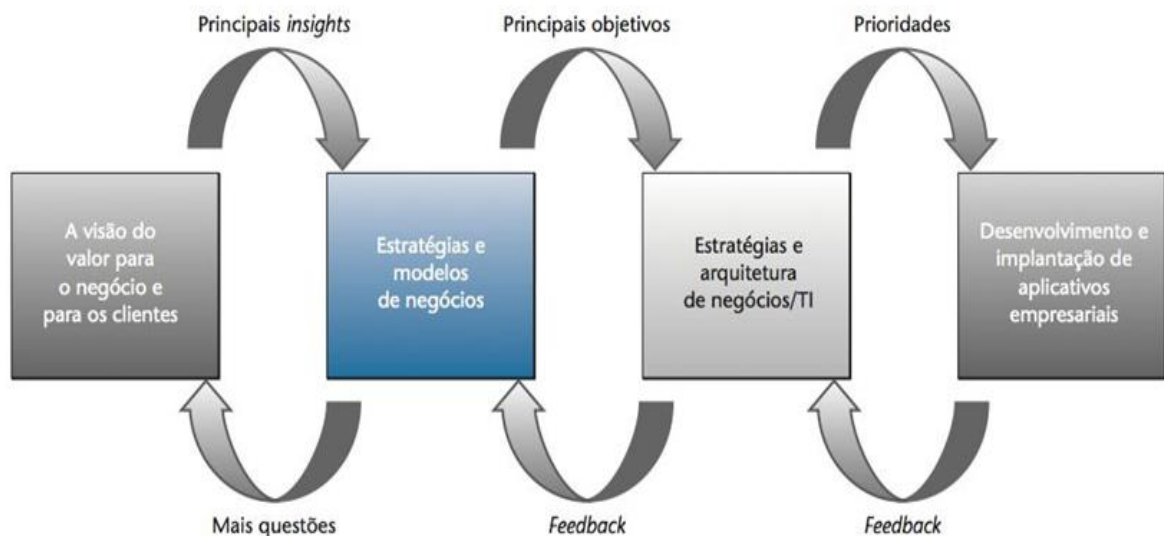 Principais insights
Principais objetivos
Prioridades
A visão do
valor para
o negócio e
para os clientes
Estratégias e
modelos
de negócios
Estratégias e
arquitetura
de negócios/TI
Desenvolvimento e
implantação de
aplicativos
empresariais
Mais questões
Feedback
Feedback